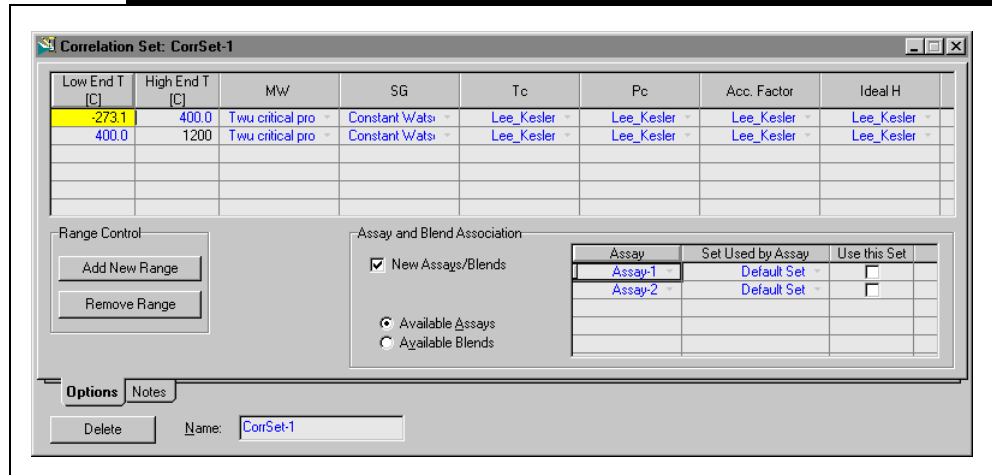 Correlation Set: CorrSet-1
Low End T [C] High End T [C] MW SG Tc Pc Acc. Factor Ideal H
-273.1 400.0 Twu critical pro Constant Wats Lee_Kesler Lee_Kesler Lee_Kesler Lee_Kesler
400.0 1200 Twu critical pro Constant Wats Lee_Kesler Lee_Kesler Lee_Kesler Lee_Kesler
Range Control
Add New Range
Remove Range
Assay and Blend Association
New Assays/Blends
Available Assays
Available Blends
Assay Set Used by Assay Use this Set
Assay-1 Default Set
Assay-2 Default Set
Options Notes
Delete Name: CorrSet-1